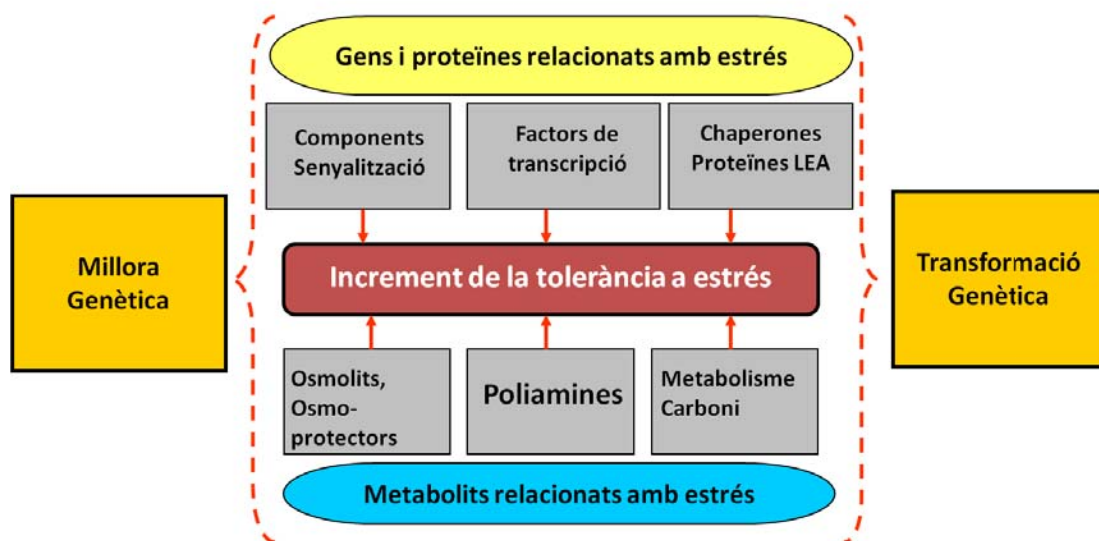 Gens i proteïnes relacionats amb estrés
Components
Senyalització
Factors de
transcripció
Chaperones
Proteïnes LEA
Millora
Genètica
Increment de la tolerància a estrés
Transformació
Genètica
Osmolits,
Osmo-
protectors
Poliamines
Metabolisme
Carboni
Metabolits relacionats amb estrés